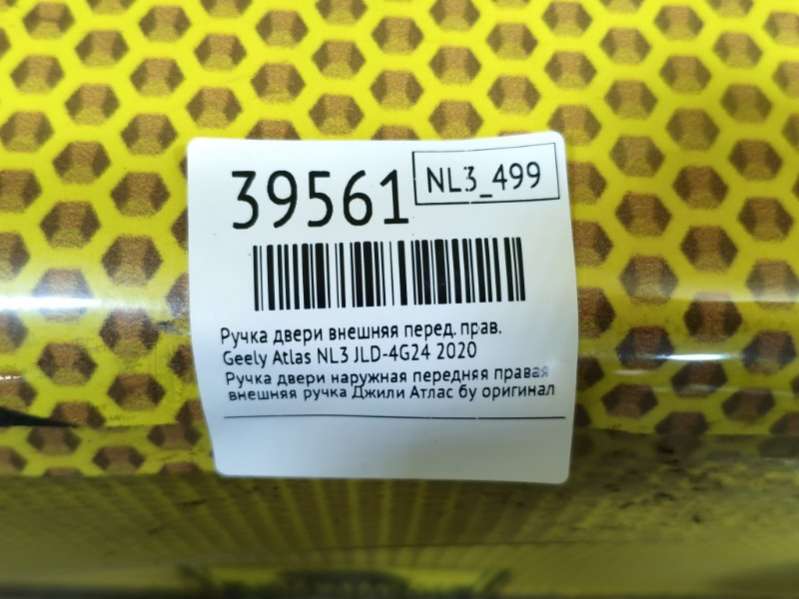 39561
NL3_499
Ручка двери внешняя перед. прав.
Geely Atlas NL3 JLD-4G24 2020
Ручка двери наружная передняя правая
внешняя ручка Джили Атлас бу оригинал